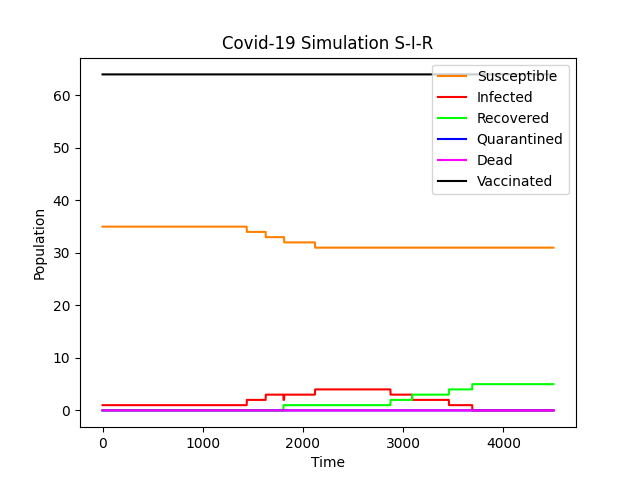 Covid-19 Simulation S-I-R
Susceptible
Infected
Recovered
Quarantined
Dead
Vaccinated
60
50
40
30
20
10
0
Population
0 1000 2000 3000 4000
Time